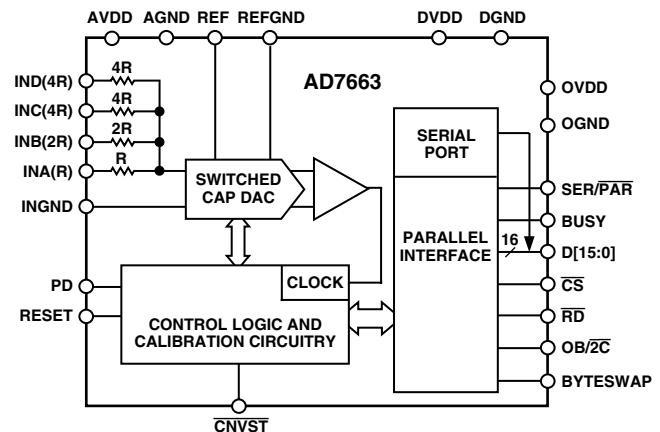 AVDD AGND REF REFGND DVDD DGND
AD7663
IND(4R) 4R
INC(4R) 4R
INB(2R) 2R
INA(R) R
INGND
SWITCHED
CAP DAC
SERIAL
PORT
PARALLEL
INTERFACE
16
CLOCK
CONTROL LOGIC AND
CALIBRATION CIRCUITRY
PD
RESET
CNVST
OVDD
OGND
SER/PAR
BUSY
D[15:0]
CS
RD
OB/2C
BYTESWAP